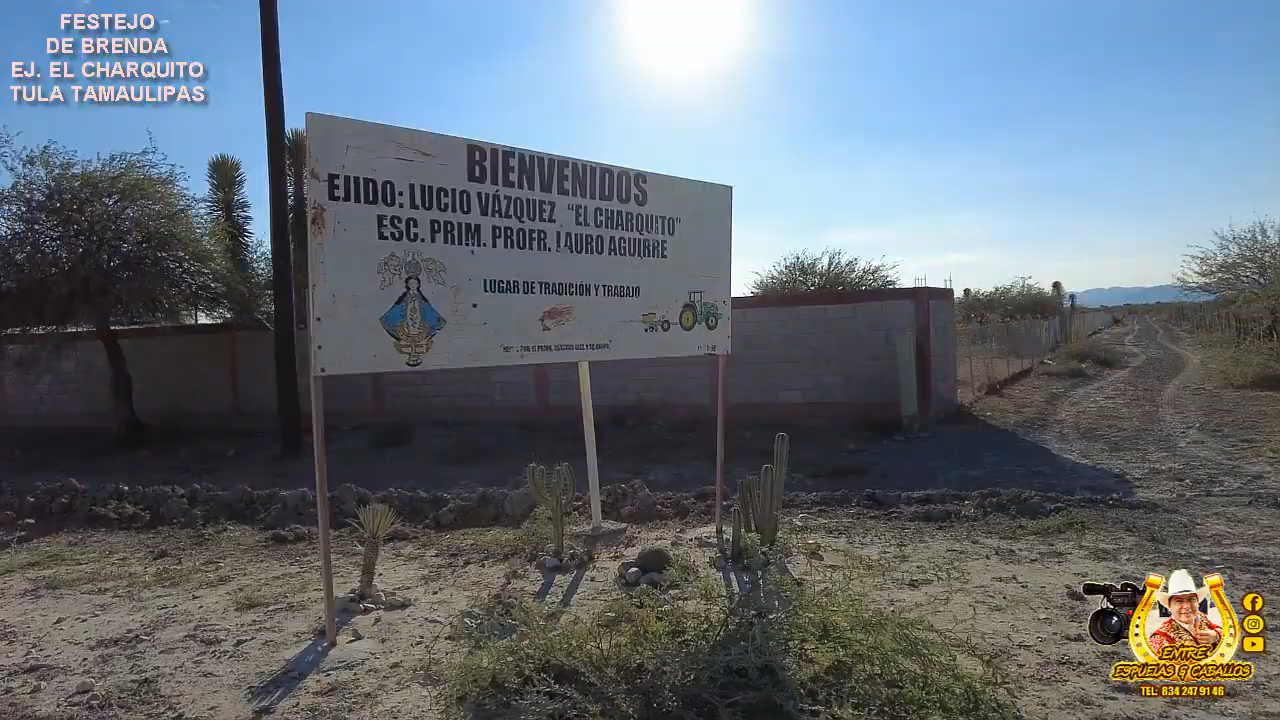 FESTEJO
DE BRENDA
EJ. EL CHARQUITO
TULA TAMAULIPAS
BIENVENIDOS
EJIDO: LUCIO VÁZQUEZ "EL CHARQUITO"
ESC. PRIM. PROFR. LAURO AGUIRRE
LUGAR DE TRADICIÓN Y TRABAJO
ENTRE
ESPUELAS Y CABALLOS
TEL: 834 247 91 46